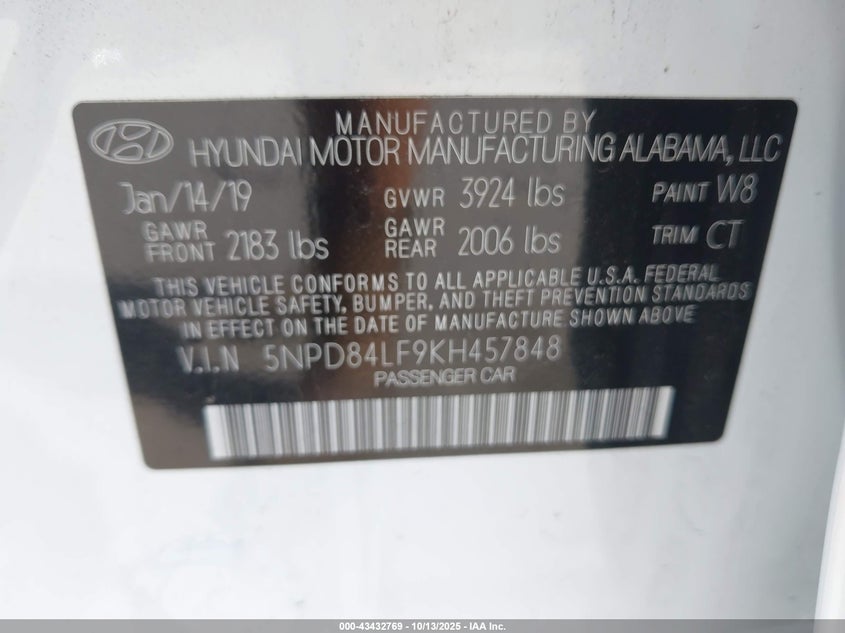 MANUFACTURED BY
HYUNDAI MOTOR MANUFACTURING ALABAMA, LLC
Jan/14/19 GVWR 3924 lbs PAINT W8
GAWR FRONT 2183 lbs GAWR REAR 2006 lbs TRIM CT
THIS VEHICLE CONFORMS TO ALL APPLICABLE U.S.A. FEDERAL
MOTOR VEHICLE SAFETY, BUMPER, AND THEFT PREVENTION STANDARDS
IN EFFECT ON THE DATE OF MANUFACTURE SHOWN ABOVE.
V.I.N 5NPD84LF9KH457848
PASSENGER CAR
000-43432769 - 10/13/2025 - IAA Inc.